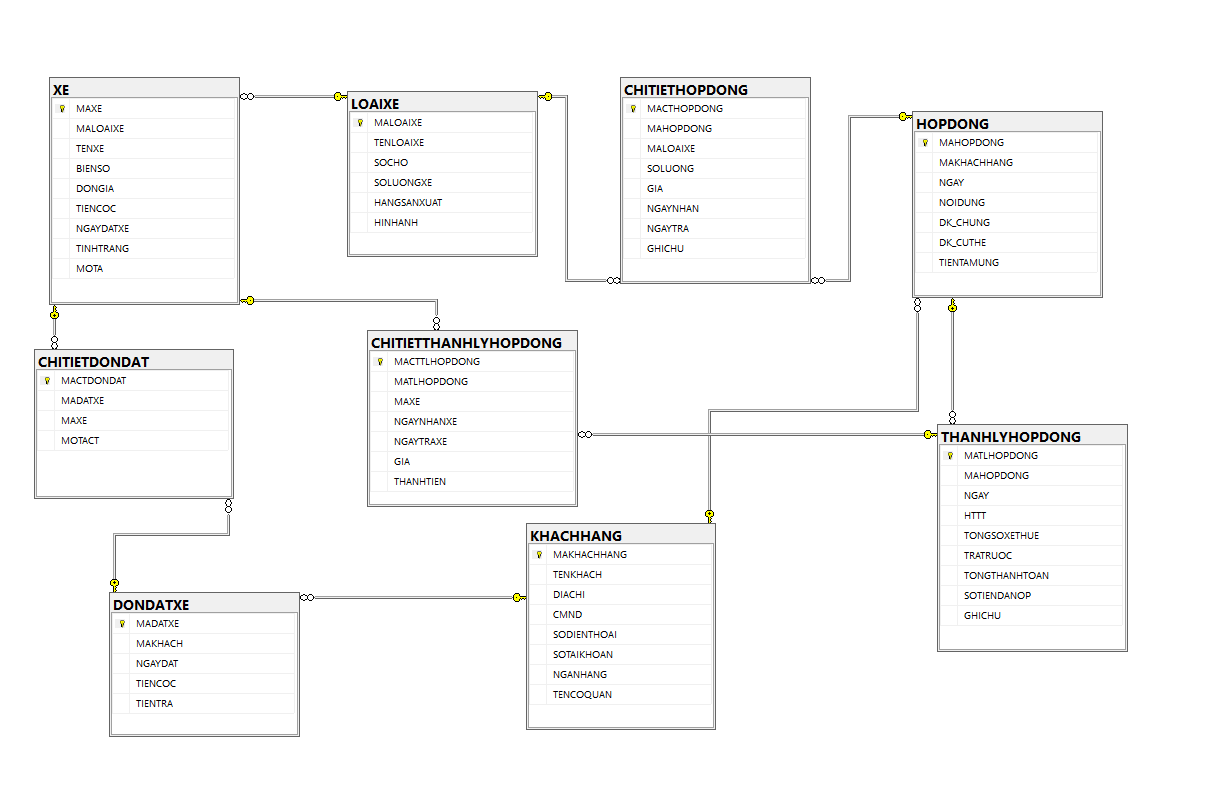 XE
MAXE
MALOAIXE
TENXE
BIENSO
DONGIA
TIENCOC
NGAYDATXE
TINHTRANG
MOTA
LOAIXE
MALOAIXE
TENLOAIXE
SOCHO
SOLUONGXE
HANGSANXUAT
HINHANH
CHITIETHOPDONG
MACTHOPDONG
MAHOPDONG
MALOAIXE
SOLUONG
GIA
NGAYNHAN
NGAYTRA
GHICHU
HOPDONG
MAHOPDONG
MAKHACHHANG
NGAY
NOIDUNG
DK_CHUNG
DK_CUTHE
TIENTAMUNG
CHITIETDONDAT
MACTDONDAT
MADATXE
MAXE
MOTACT
CHITIETTHANHLYHOPDONG
MACTTLHOPDONG
MATLHOPDONG
MAXE
NGAYNHANXE
NGAYTRAXE
GIA
THANHTIEN
THANHLYHOPDONG
MATLHOPDONG
MAHOPDONG
NGAY
HTTT
TONGSOXETHUE
TRATRUOC
TONGTHANHTOAN
SOTIENDANOP
GHICHU
DONDATXE
MADATXE
MAKHACH
NGAYDAT
TIENCOC
TIENTRA
KHACHHANG
MAKHACHHANG
TENKHACH
DIACHI
CMND
SODIENTHOAI
SOTAIKHOAN
NGANHANG
TENCOQUAN